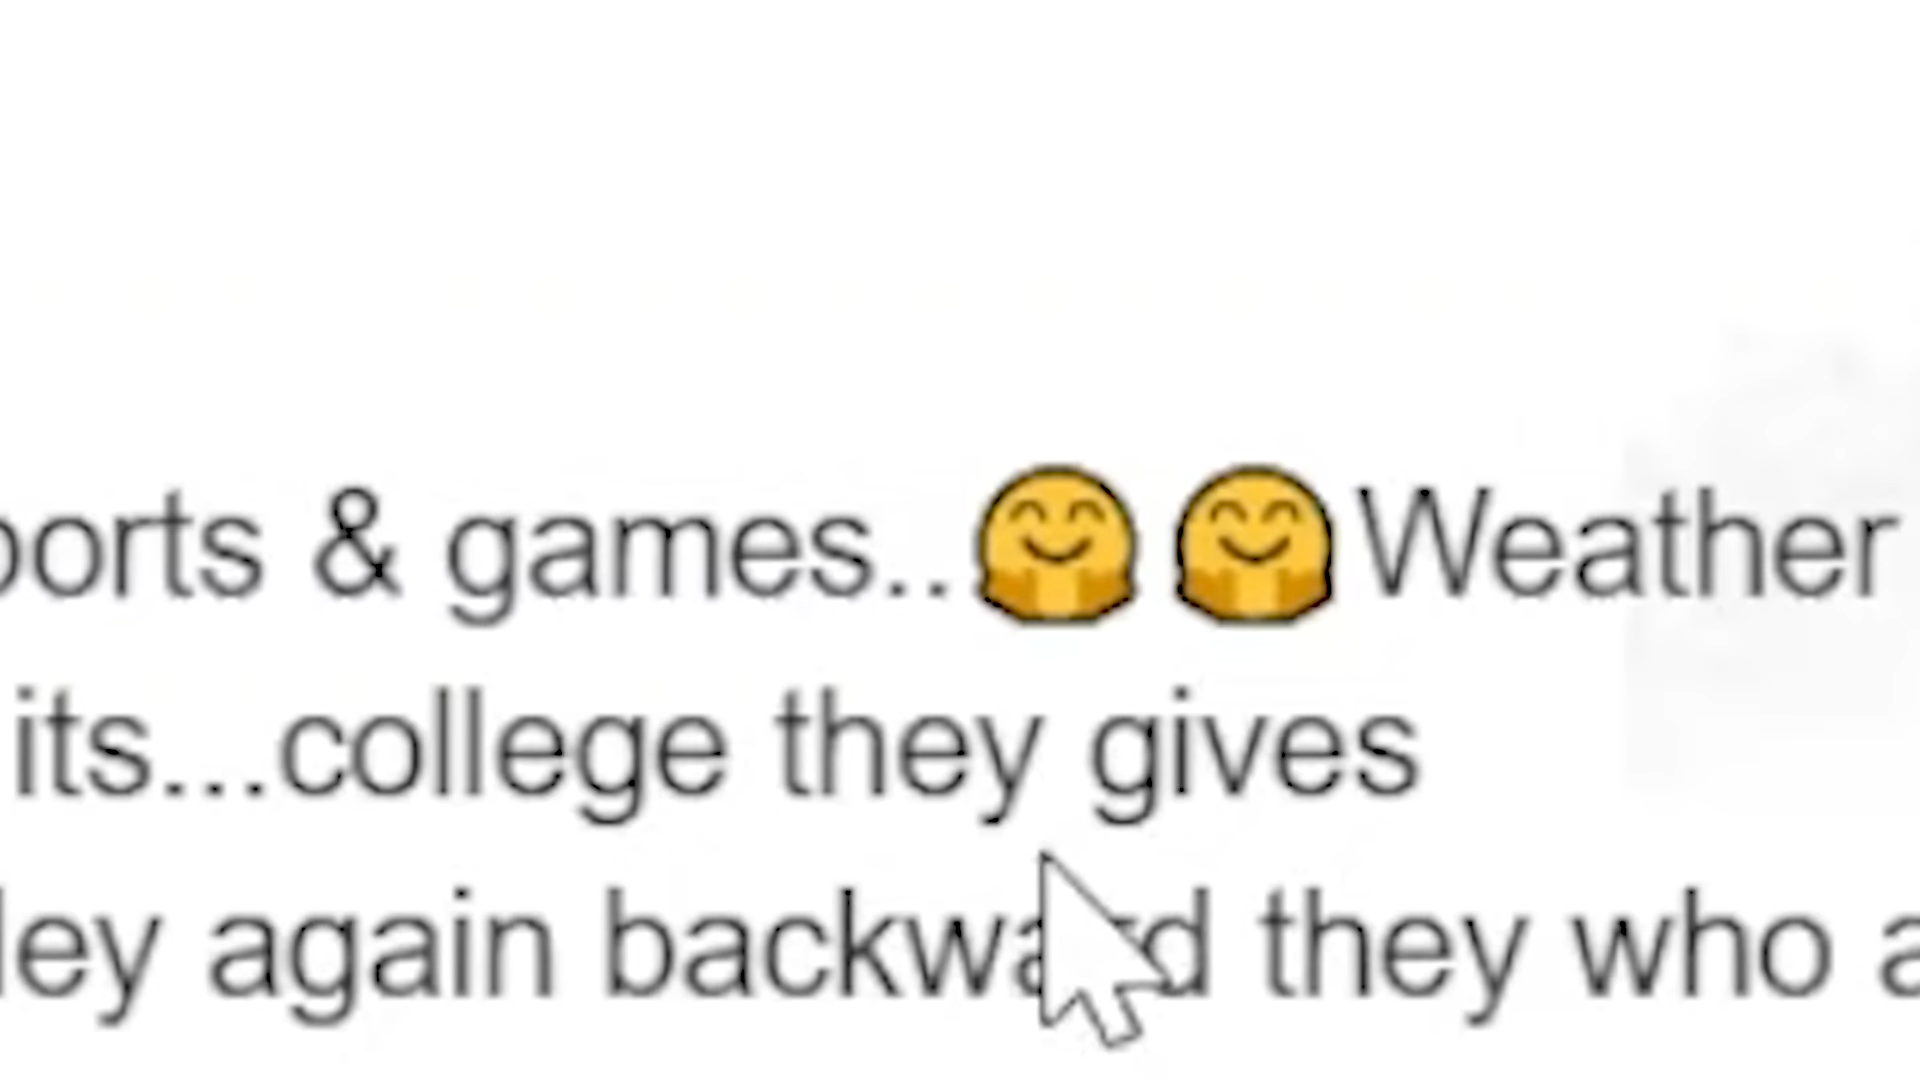 ports & games..🤗🤗Weather
its...college they gives
ley again backward they who a